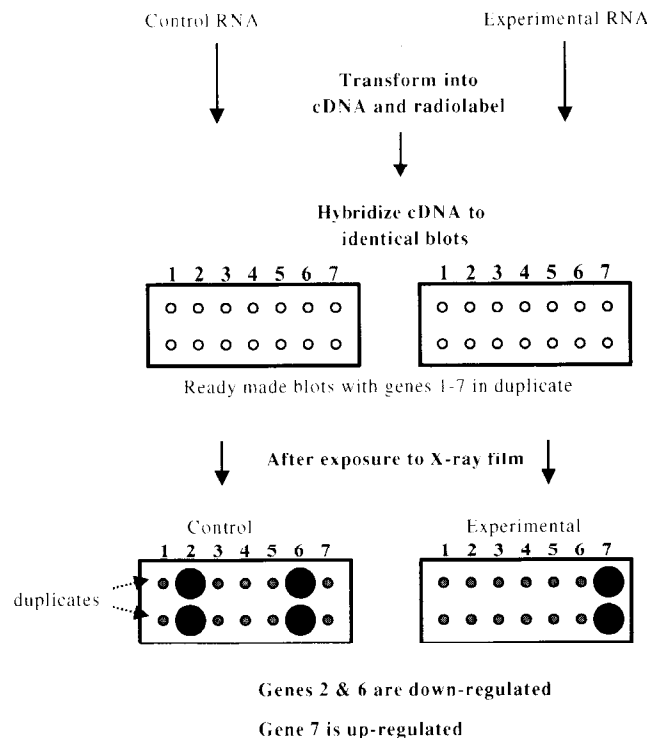 Control RNA
Experimental RNA
Transform into
cDNA and radiolabel
Hybridize cDNA to
identical blots
1 2 3 4 5 6 7
1 2 3 4 5 6 7
Ready made blots with genes 1-7 in duplicate
After exposure to X-ray film
Control
Experimental
1 2 3 4 5 6 7
1 2 3 4 5 6 7
duplicates
Genes 2 & 6 are down-regulated
Gene 7 is up-regulated